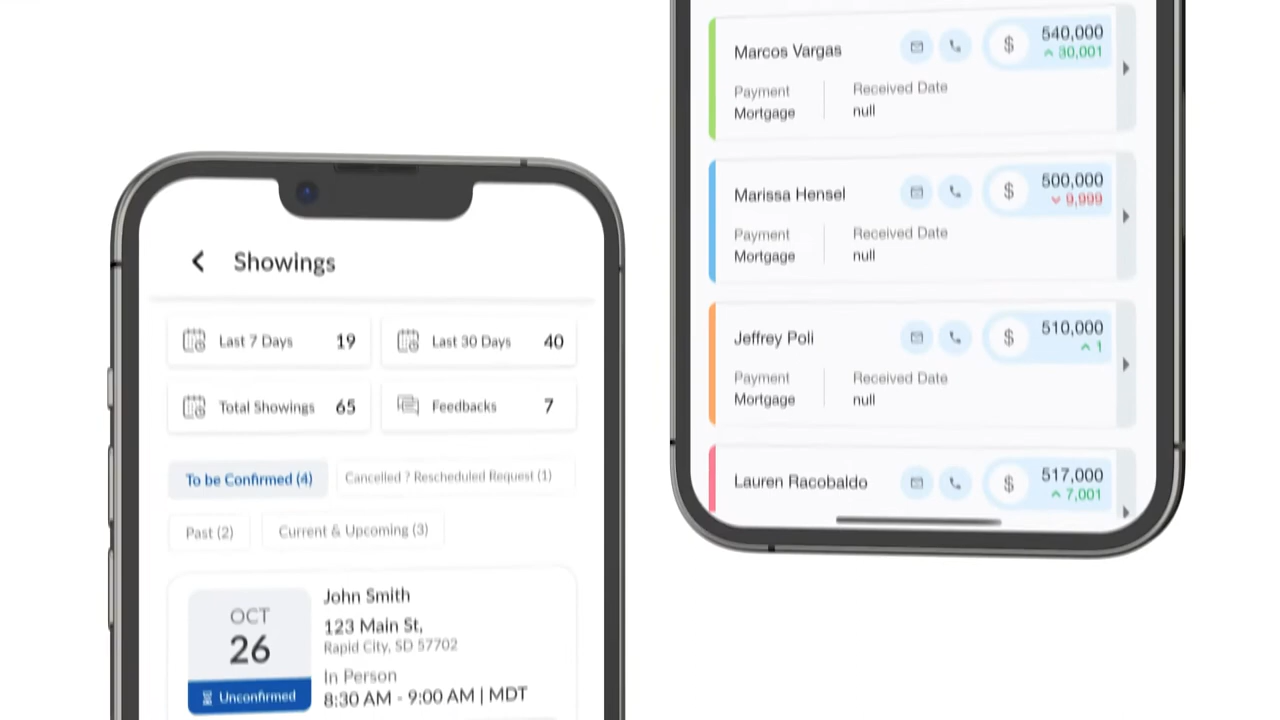 Showings
Last 7 Days 19
Last 30 Days 40
Total Showings 65
Feedbacks 7
To be Confirmed (4)
Cancelled ? Rescheduled Request (1)
Past (2)
Current & Upcoming (3)
OCT
26
Unconfirmed
John Smith
123 Main St,
Rapid City, SD 57702
In Person
8:30 AM - 9:00 AM | MDT
Marcos Vargas
$ 540,000
30,001
Payment
Mortgage
Received Date
null
Marissa Hensel
$ 500,000
9,999
Payment
Mortgage
Received Date
null
Jeffrey Poli
$ 510,000
1
Payment
Mortgage
Received Date
null
Lauren Racobaldo
$ 517,000
7,001